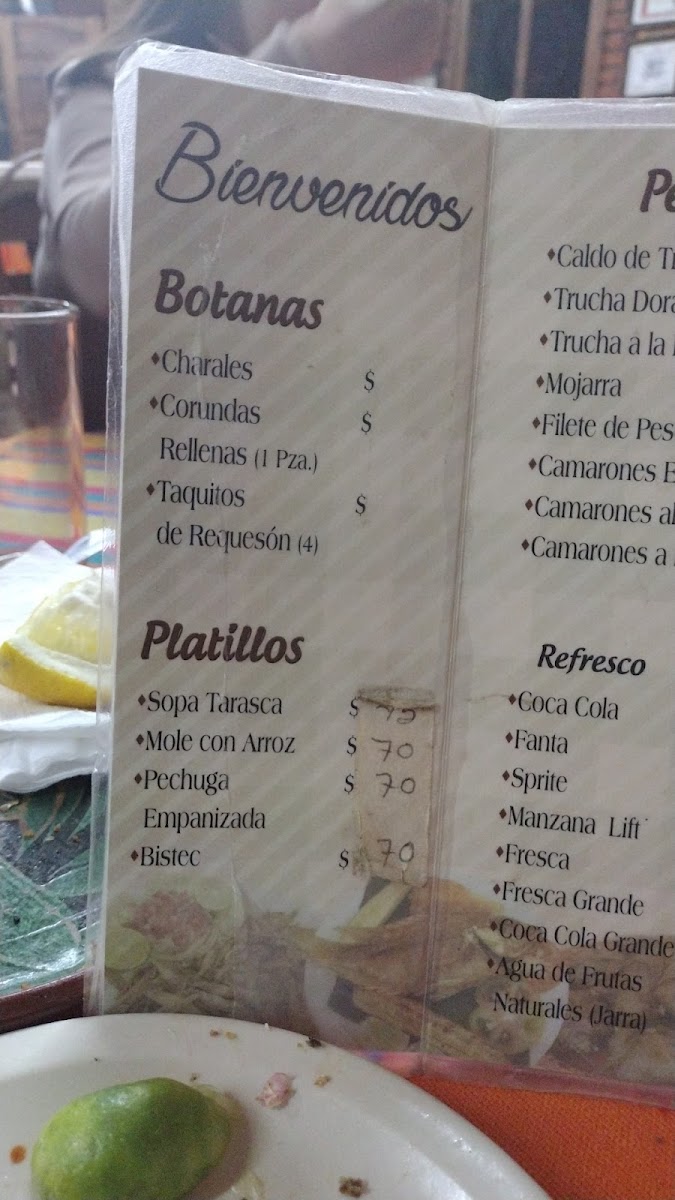 Bienvenidos
Botanas
♦Charales $
♦Corundas $
Rellenas (1 Pza.)
♦Taquitos $
de Requesón (4)
Platillos
♦Sopa Tarasca $
♦Mole con Arroz $ 70
♦Pechuga $ 70
Empanizada
♦Bistec $ 70
♦Caldo de
♦Trucha
♦Trucha a la
♦Mojarra
♦Filete de
♦Camarones
♦Camarones
♦Camarones a
Refresco
♦Coca Cola
♦Fanta
♦Sprite
♦Manzana Lift
♦Fresca
♦Fresca Grande
♦Coca Cola Grande
♦Agua de Frutas
Naturales (Jarra)